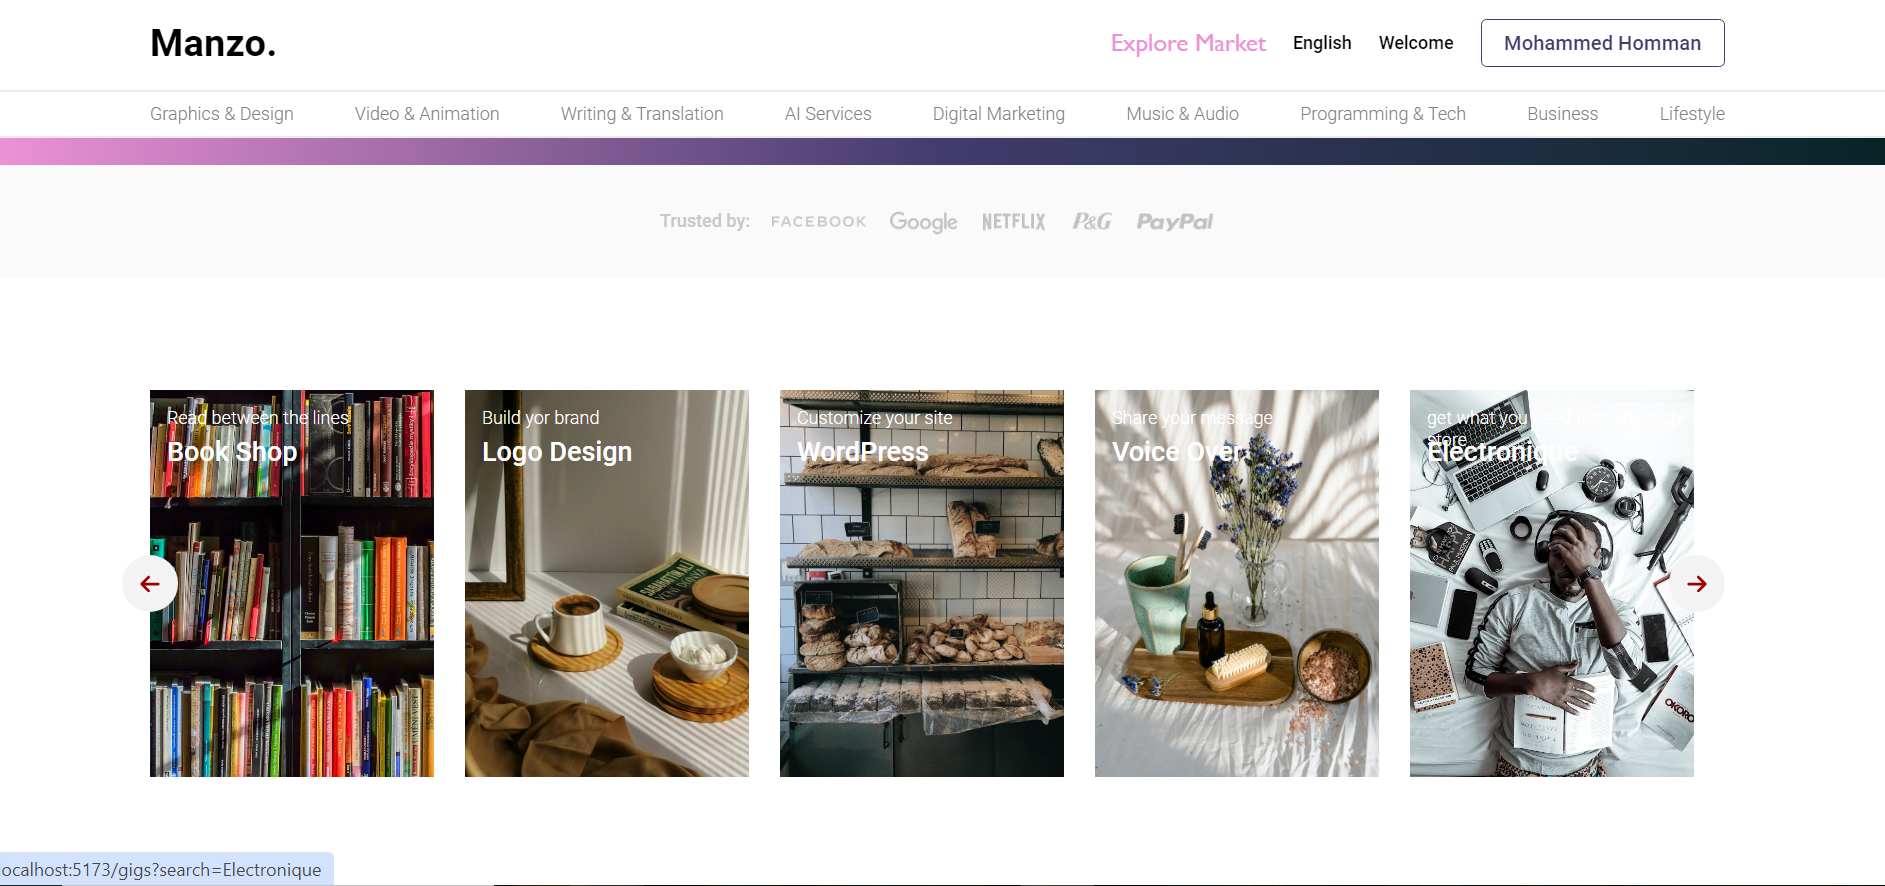 Manzo.
Explore Market
English
Welcome
Mohammed Homman
Graphics & Design
Video & Animation
Writing & Translation
AI Services
Digital Marketing
Music & Audio
Programming & Tech
Business
Lifestyle
Trusted by:
FACEBOOK
Google
NETFLIX
P&G
PayPal
Read between the lines
Book Shop
Build yor brand
Logo Design
Customize your site
WordPress
Share your message
Voice Over
get what you
store
Electronique
OKORO
localhost:5173/gigs?search=Electronique